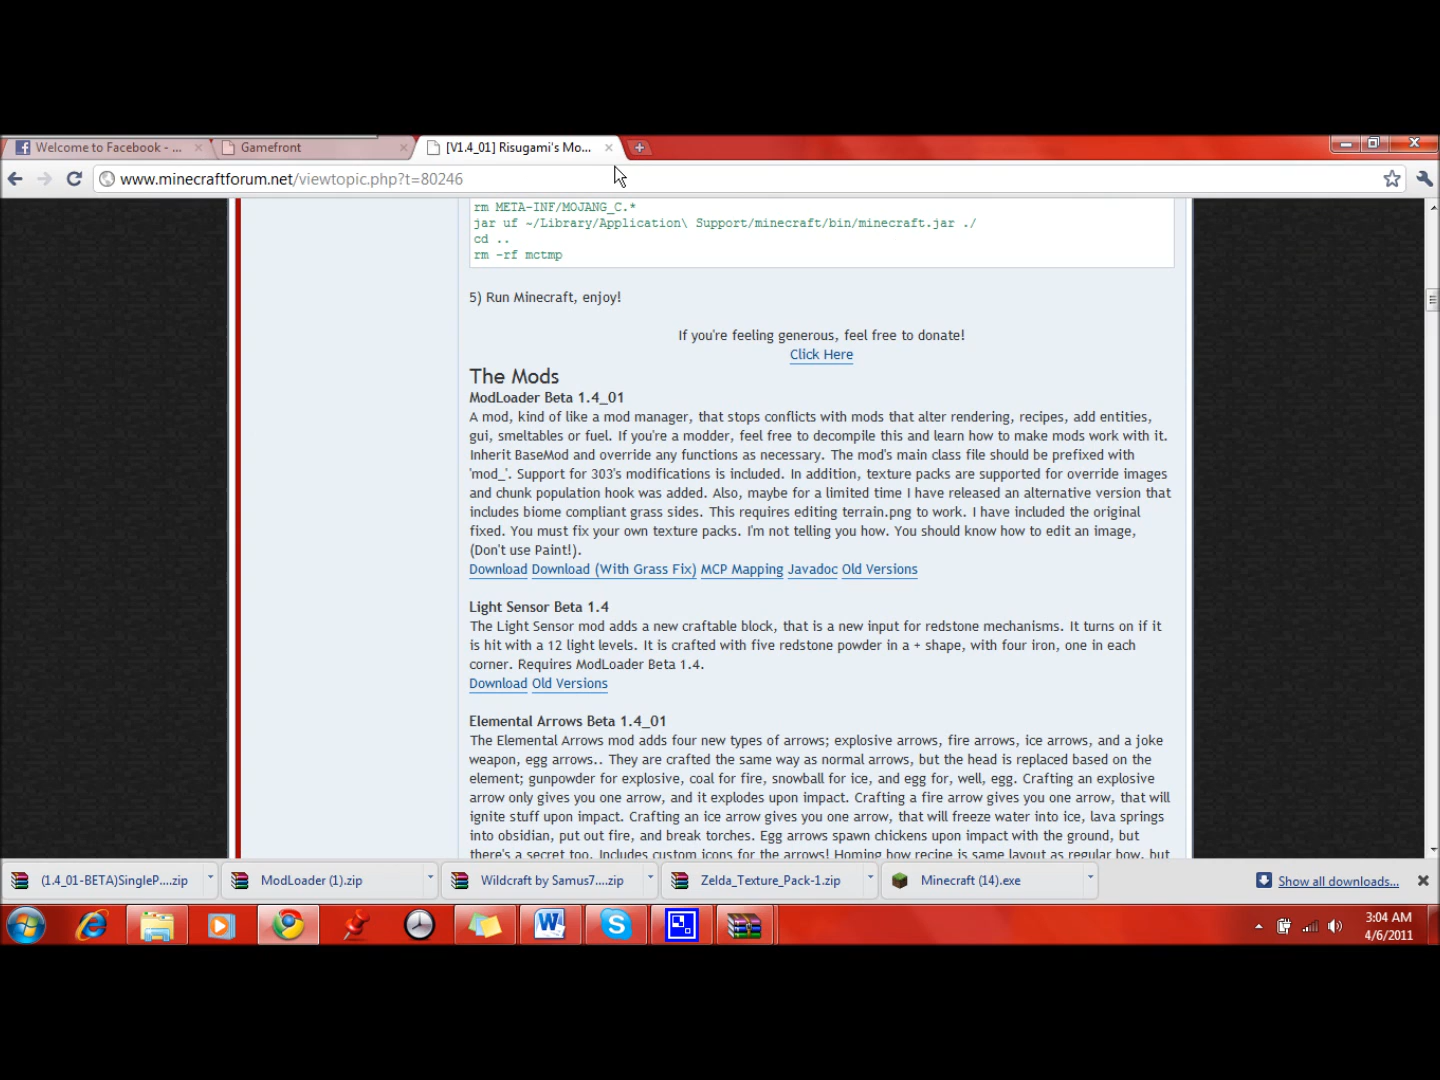 Welcome to Facebook - ...
Gamefront
[V1.4_01] Risugami's Mo...
www.minecraftforum.net/viewtopic.php?t=80246
rm META-INF/MOJANG_C.*
jar uf ~/Library/Application\ Support/minecraft/bin/minecraft.jar ./
cd ..
rm -rf mctmp
5) Run Minecraft, enjoy!
If you're feeling generous, feel free to donate!
Click Here
The Mods
ModLoader Beta 1.4_01
A mod, kind of like a mod manager, that stops conflicts with mods that alter rendering, recipes, add entities,
gui, smeltables or fuel. If you're a modder, feel free to decompile this and learn how to make mods work with it.
Inherit BaseMod and override any functions as necessary. The mod's main class file should be prefixed with
'mod_'. Support for 303's modifications is included. In addition, texture packs are supported for override images
and chunk population hook was added. Also, maybe for a limited time I have released an alternative version that
includes biome compliant grass sides. This requires editing terrain.png to work. I have included the original
fixed. You must fix your own texture packs. I'm not telling you how. You should know how to edit an image,
(Don't use Paint!).
Download Download (With Grass Fix) MCP Mapping Javadoc Old Versions
Light Sensor Beta 1.4
The Light Sensor mod adds a new craftable block, that is a new input for redstone mechanisms. It turns on if it
is hit with a 12 light levels. It is crafted with five redstone powder in a + shape, with four iron, one in each
corner. Requires ModLoader Beta 1.4.
Download Old Versions
Elemental Arrows Beta 1.4_01
The Elemental Arrows mod adds four new types of arrows; explosive arrows, fire arrows, ice arrows, and a joke
weapon, egg arrows.. They are crafted the same way as normal arrows, but the head is replaced based on the
element; gunpowder for explosive, coal for fire, snowball for ice, and egg for, well, egg. Crafting an explosive
arrow only gives you one arrow, and it explodes upon impact. Crafting a fire arrow gives you one arrow, that will
ignite stuff upon impact. Crafting an ice arrow gives you one arrow, that will freeze water into ice, lava springs
into obsidian, put out fire, and break torches. Egg arrows spawn chickens upon impact with the ground, but
there's a secret too. Includes custom icons for the arrows! Homing bow recipe is same layout as regular bow, but
(1.4_01-BETA)SingleP....zip
ModLoader (1).zip
Wildcraft by Samus7....zip
Zelda_Texture_Pack-1.zip
Minecraft (14).exe
Show all downloads...
3:04 AM
4/6/2011